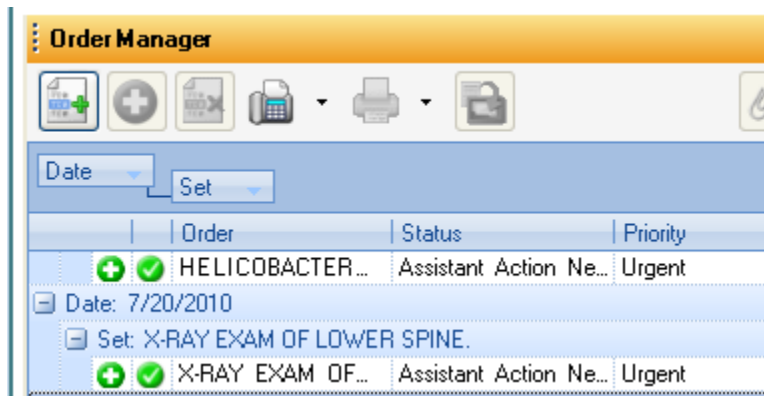 Order Manager
Date
Set
Order Status Priority
HELICOBACTER... Assistant Action Ne... Urgent
Date: 7/20/2010
Set: X-RAY EXAM OF LOWER SPINE.
X-RAY EXAM OF... Assistant Action Ne... Urgent